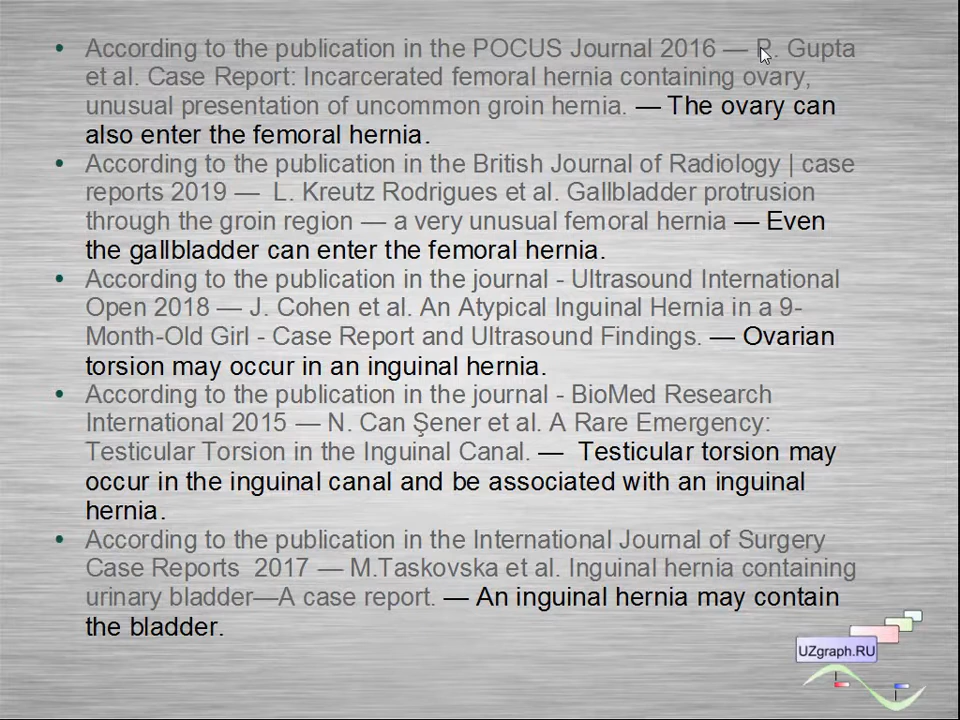 • According to the publication in the POCUS Journal 2016 — R. Gupta
et al. Case Report: Incarcerated femoral hernia containing ovary,
unusual presentation of uncommon groin hernia. — The ovary can
also enter the femoral hernia.
• According to the publication in the British Journal of Radiology | case
reports 2019 — L. Kreutz Rodrigues et al. Gallbladder protrusion
through the groin region — a very unusual femoral hernia — Even
the gallbladder can enter the femoral hernia.
• According to the publication in the journal - Ultrasound International
Open 2018 — J. Cohen et al. An Atypical Inguinal Hernia in a 9-
Month-Old Girl - Case Report and Ultrasound Findings. — Ovarian
torsion may occur in an inguinal hernia.
• According to the publication in the journal - BioMed Research
International 2015 — N. Can Şener et al. A Rare Emergency:
Testicular Torsion in the Inguinal Canal. — Testicular torsion may
occur in the inguinal canal and be associated with an inguinal
hernia.
• According to the publication in the International Journal of Surgery
Case Reports 2017 — M.Taskovska et al. Inguinal hernia containing
urinary bladder—A case report. — An inguinal hernia may contain
the bladder.
UZgraph.RU